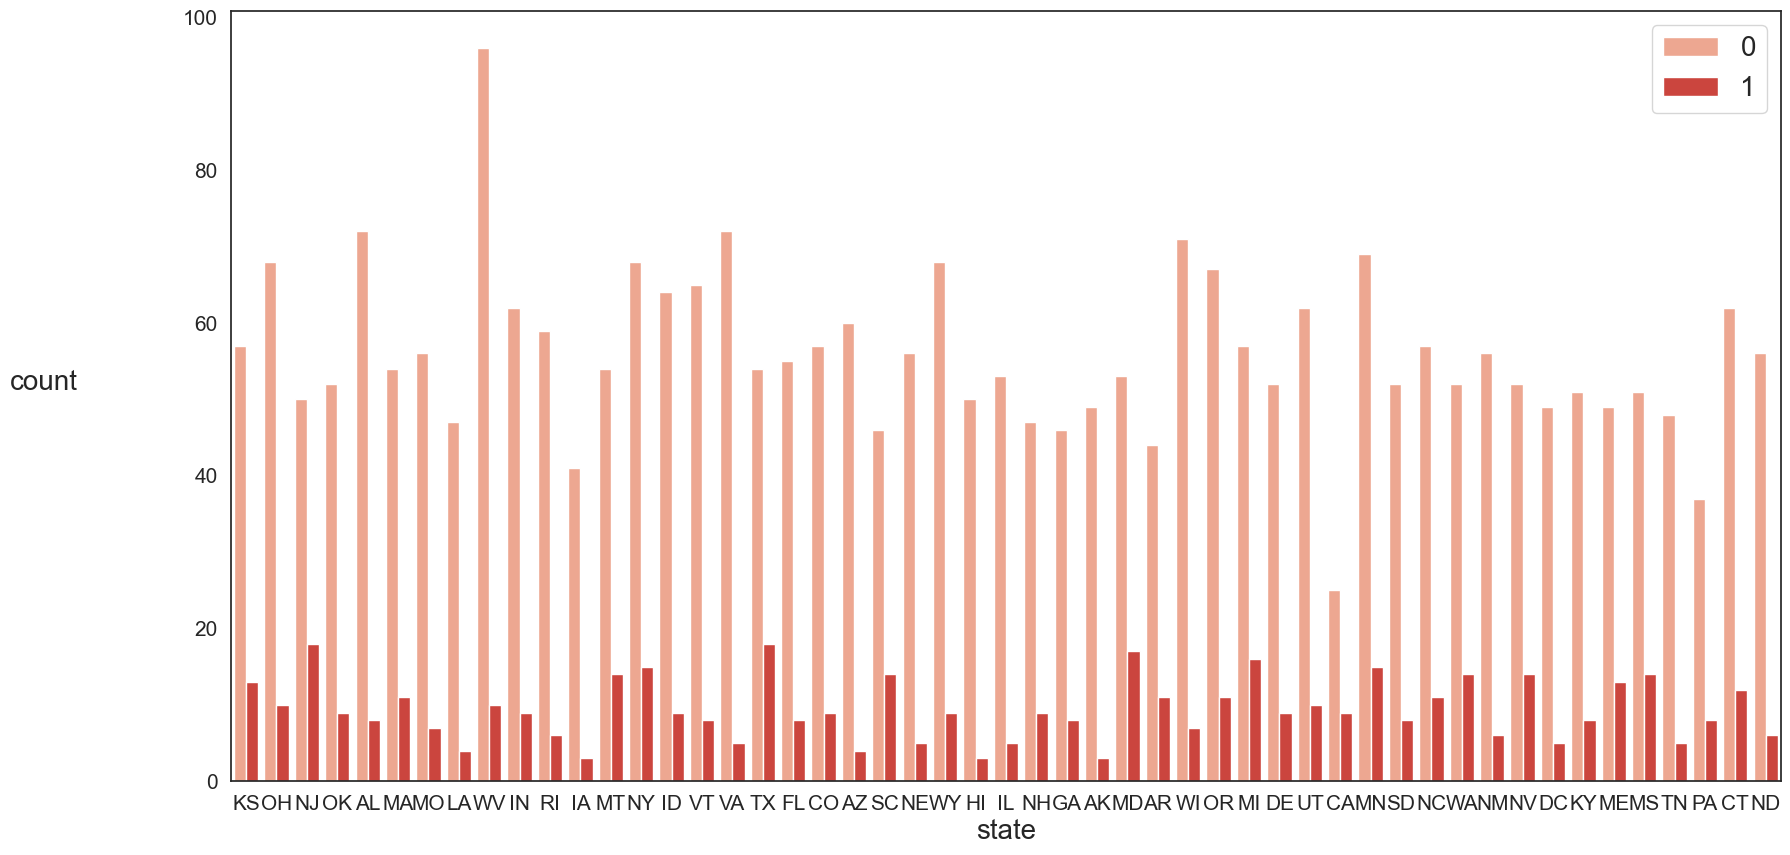 100
80
60
40
20
0
count
0
1
KS OH NJ OK AL MA MO LA WV IN RI IA MT NY ID VT VA TX FL CO AZ SC NE WY HI IL NH GA AK MD AR WI OR MI DE UT CA MN SD NC WA NM NV DC KY ME MS TN PA CT ND
state